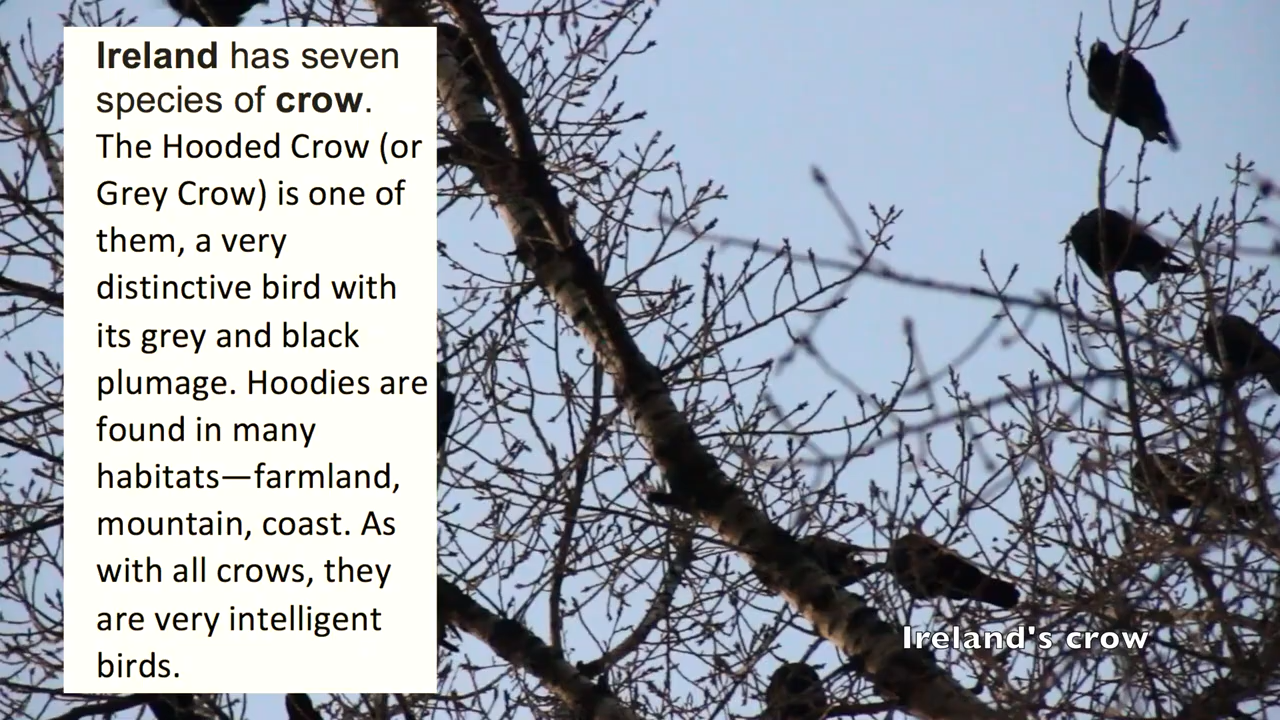 Ireland has seven
species of crow.
The Hooded Crow (or
Grey Crow) is one of
them, a very
distinctive bird with
its grey and black
plumage. Hoodies are
found in many
habitats—farmland,
mountain, coast. As
with all crows, they
are very intelligent
birds.
Ireland's crow